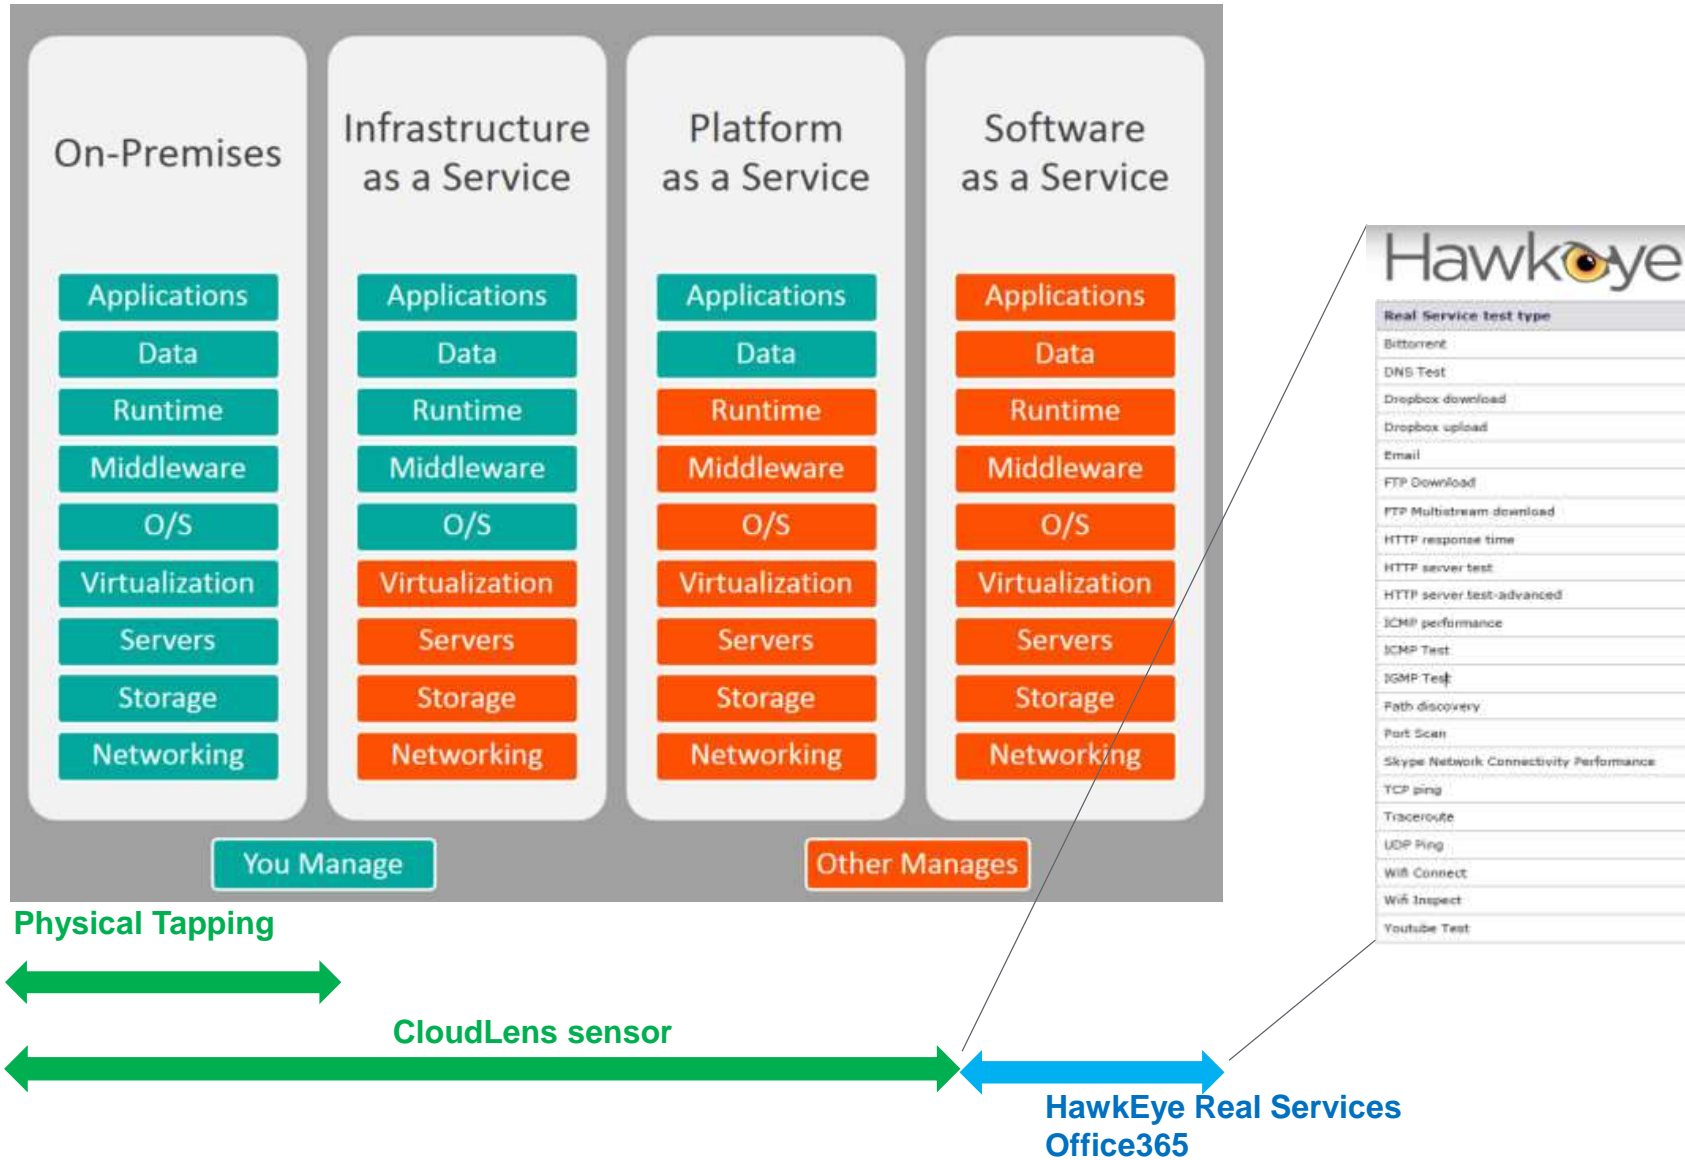 On-Premises
Applications
Data
Runtime
Middleware
O/S
Virtualization
Servers
Storage
Networking
Infrastructure
as a Service
Applications
Data
Runtime
Middleware
O/S
Virtualization
Servers
Storage
Networking
Platform
as a Service
Applications
Data
Runtime
Middleware
O/S
Virtualization
Servers
Storage
Networking
Software
as a Service
Applications
Data
Runtime
Middleware
O/S
Virtualization
Servers
Storage
Networking
You Manage
Other Manages
Physical Tapping
CloudLens sensor
HawkEye Real Services
Office365
Hawkeye
Real Service test type
Bittorrent
DNS Test
Dropbox download
Dropbox upload
Email
FTP Download
FTP Multistream download
HTTP response time
HTTP server test
HTTP server test-advanced
ICMP performance
ICMP Test
IGMP Test
Path discovery
Port Scan
Skype Network Connectivity Performance
TCP ping
Traceroute
UDP Ping
Wifi Connect
Wifi Inspect
Youtube Test